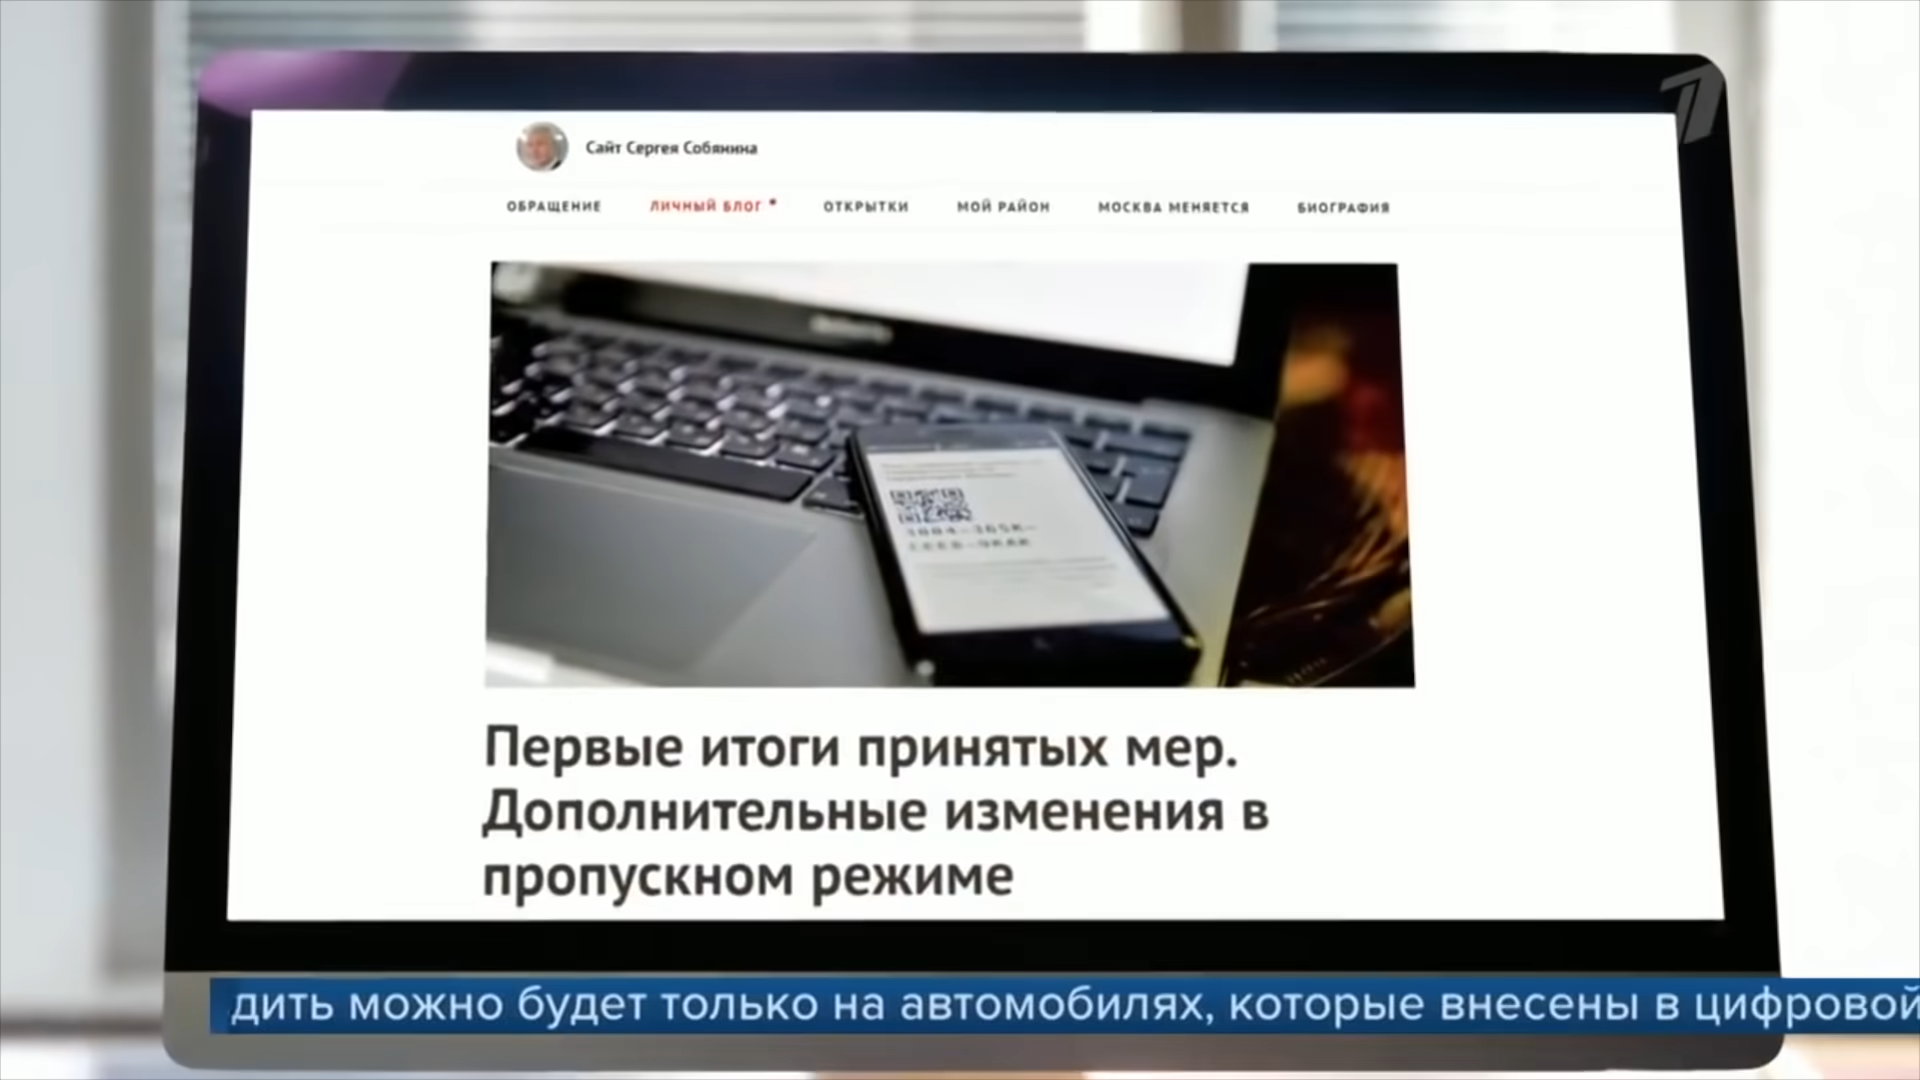 Сайт Сергея Собянина
ОБРАЩЕНИЕ ЛИЧНЫЙ БЛОГ ОТКРЫТКИ МОЙ РАЙОН МОСКВА МЕНЯЕТСЯ БИОГРАФИЯ
Первые итоги принятых мер.
Дополнительные изменения в
пропускном режиме
дить можно будет только на автомобилях, которые внесены в цифровой